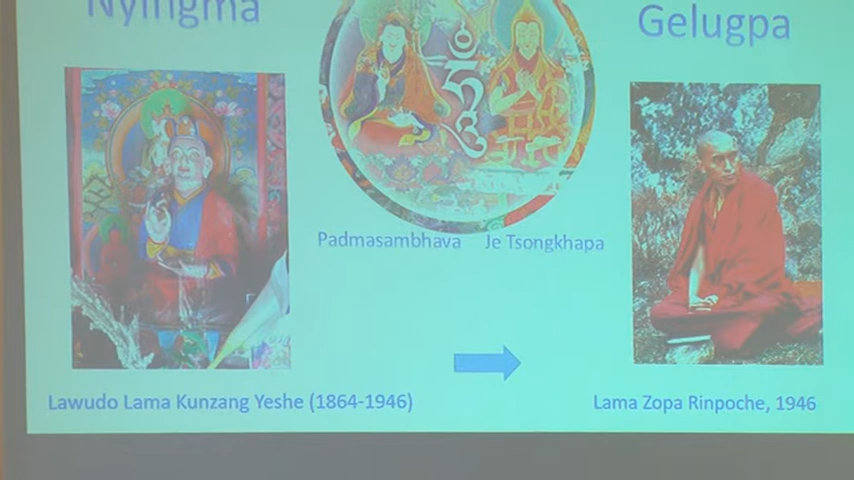 Nyingma
Gelugpa
Padmasambhava
Je Tsongkhapa
Lawudo Lama Kunzang Yeshe (1864-1946)
Lama Zopa Rinpoche, 1946